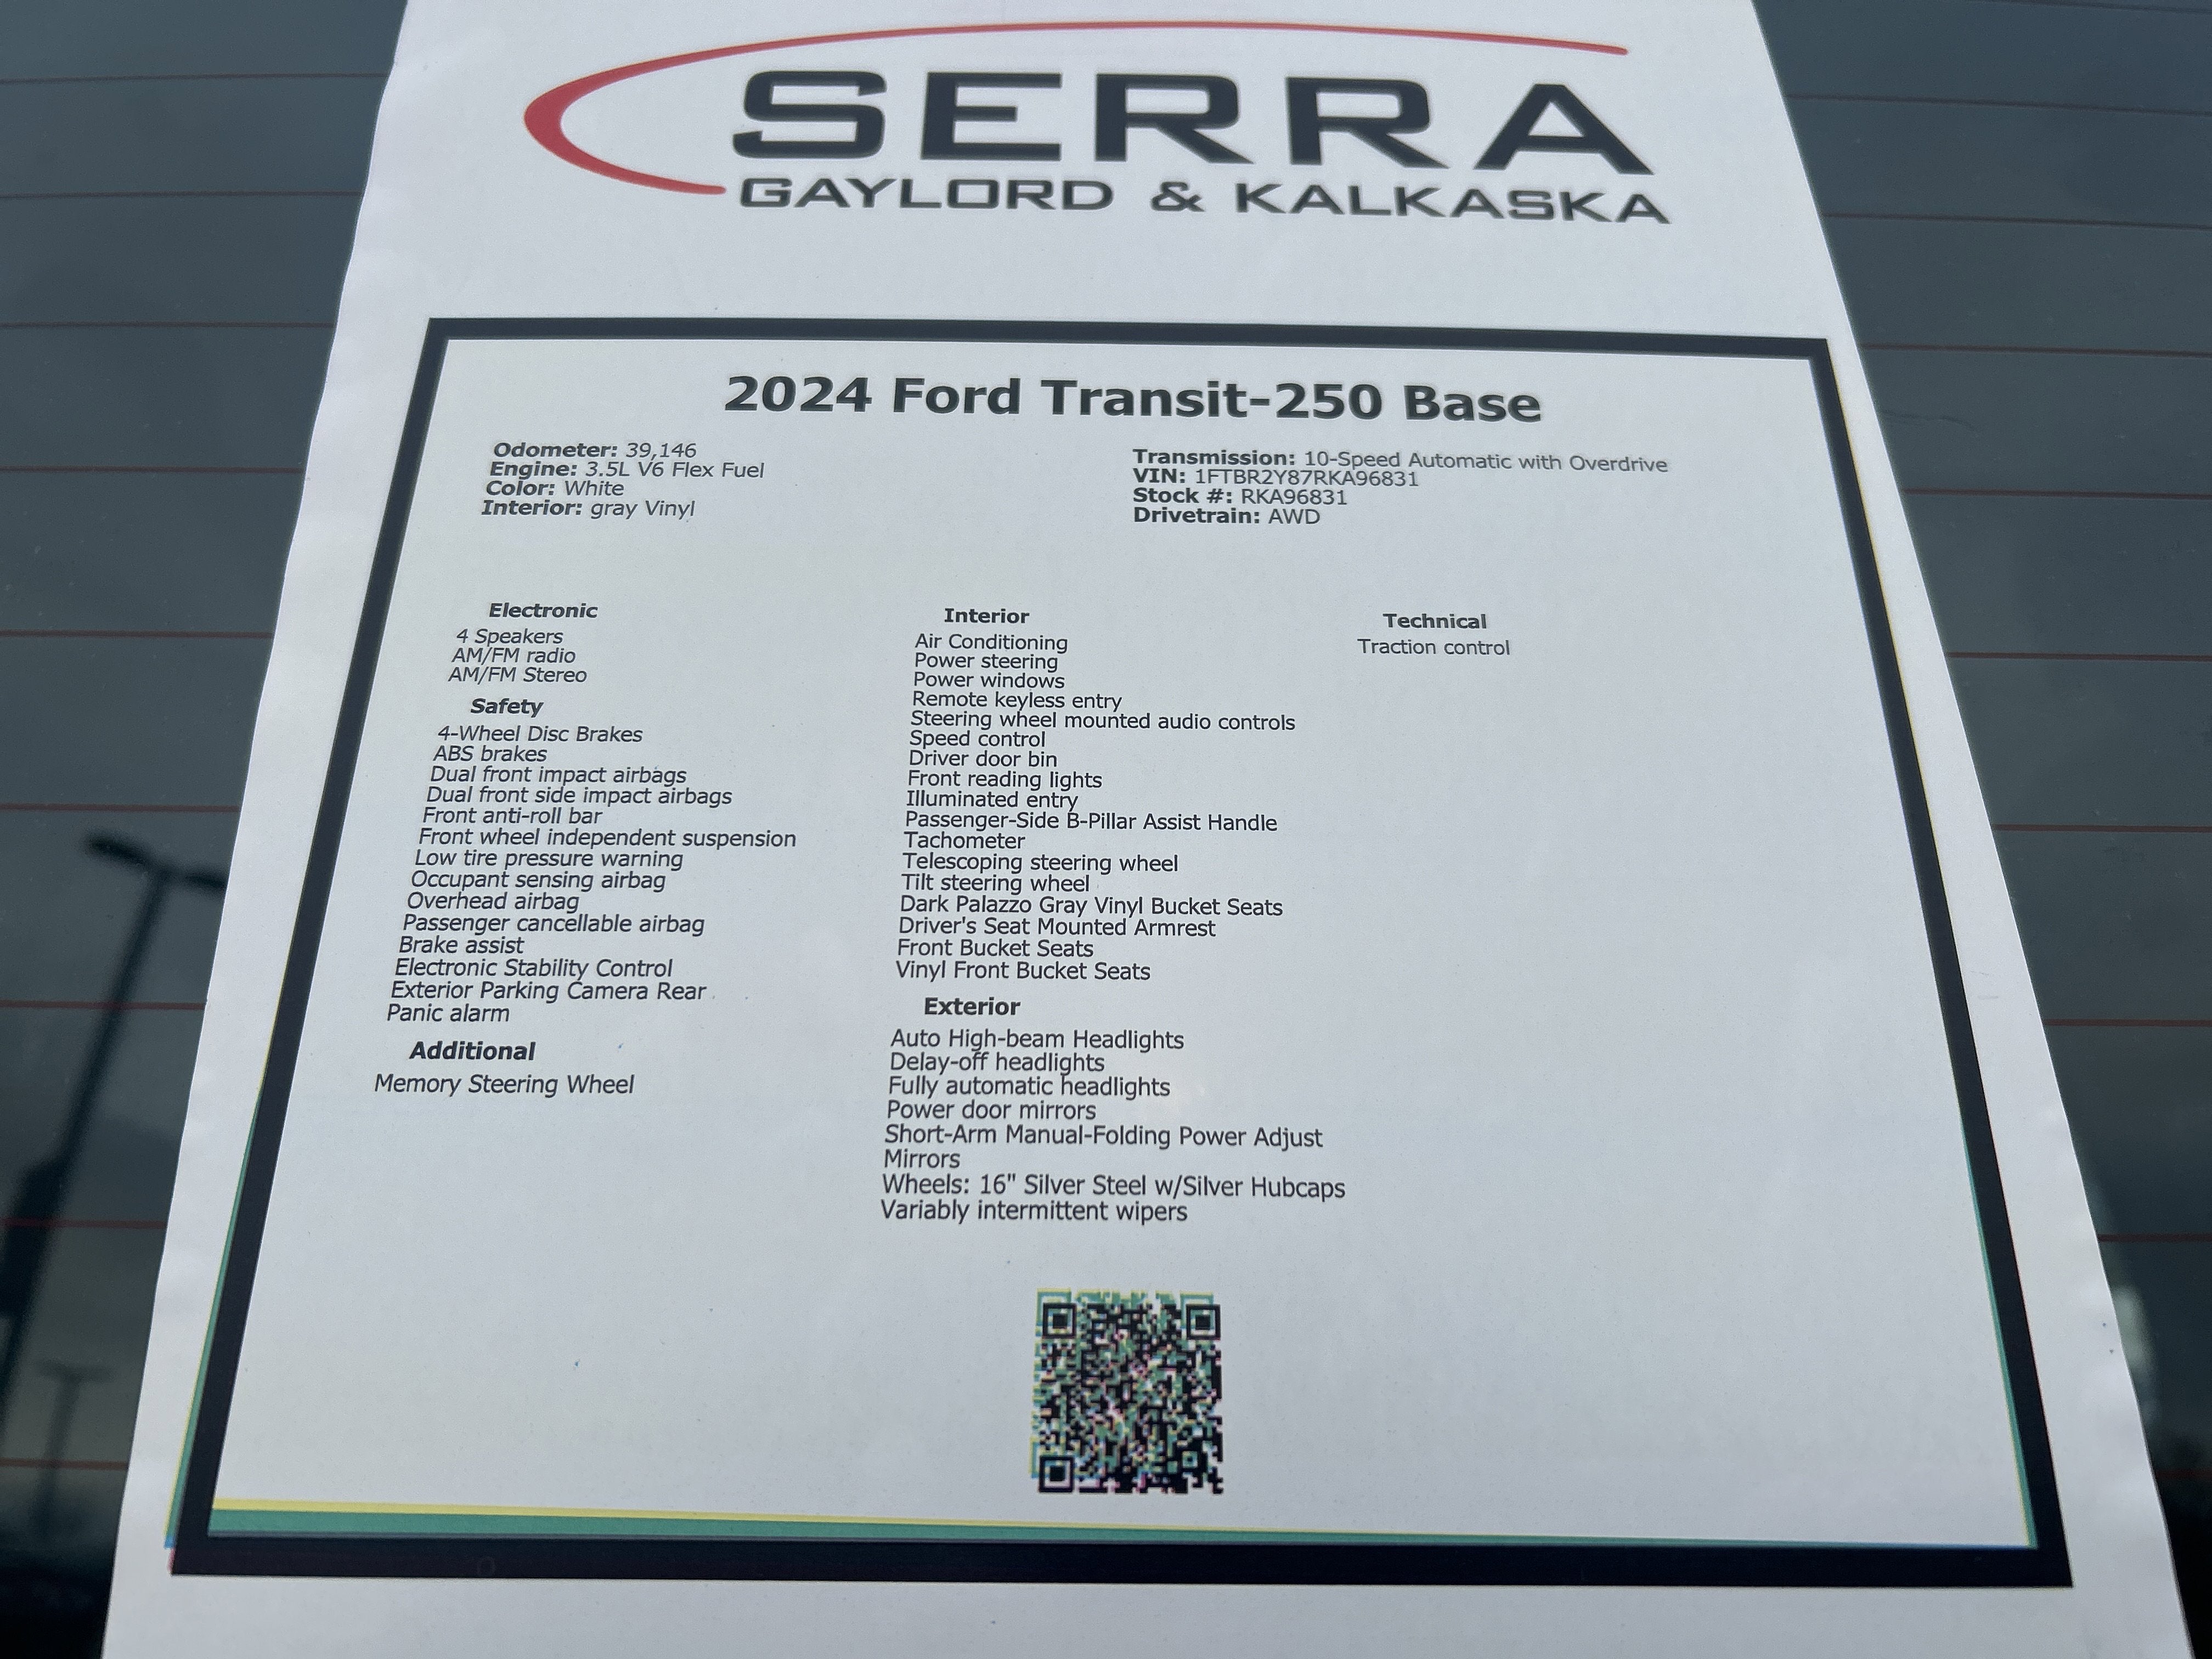 SERRA
GAYLORD & KALKASKA
2024 Ford Transit-250 Base
Odometer: 39,146
Engine: 3.5L V6 Flex Fuel
Color: White
Interior: gray Vinyl
Transmission: 10-Speed Automatic with Overdrive
VIN: 1FTBR2Y87RKA96831
Stock #: RKA96831
Drivetrain: AWD
Electronic
4 Speakers
AM/FM radio
AM/FM Stereo
Safety
4-Wheel Disc Brakes
ABS brakes
Dual front impact airbags
Dual front side impact airbags
Front anti-roll bar
Front wheel independent suspension
Low tire pressure warning
Occupant sensing airbag
Overhead airbag
Passenger cancellable airbag
Brake assist
Electronic Stability Control
Exterior Parking Camera Rear
Panic alarm
Additional
Memory Steering Wheel
Interior
Air Conditioning
Power steering
Power windows
Remote keyless entry
Steering wheel mounted audio controls
Speed control
Driver door bin
Front reading lights
Illuminated entry
Passenger-Side B-Pillar Assist Handle
Tachometer
Telescoping steering wheel
Tilt steering wheel
Dark Palazzo Gray Vinyl Bucket Seats
Driver's Seat Mounted Armrest
Front Bucket Seats
Vinyl Front Bucket Seats
Exterior
Auto High-beam Headlights
Delay-off headlights
Fully automatic headlights
Power door mirrors
Short-Arm Manual-Folding Power Adjust
Mirrors
Wheels: 16" Silver Steel w/Silver Hubcaps
Variably intermittent wipers
Technical
Traction control